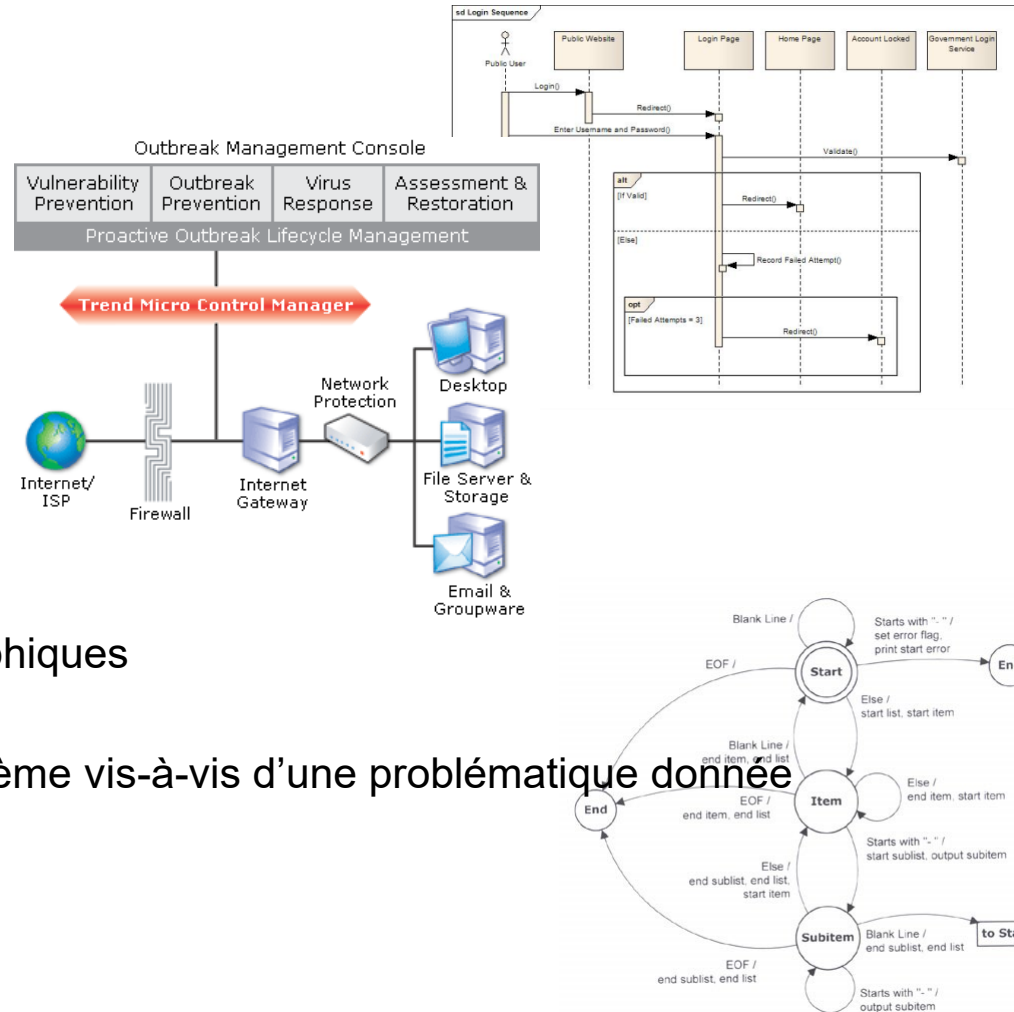 sd Login Sequence
Public User
Public Website
Login Page
Home Page
Account Locked
Government Login
Service
Login()
Redirect()
Enter Username and Password()
Validate()
alt
[If Valid]
Redirect()
[Else]
Record Failed Attempt()
opt
[Failed Attempts = 3]
Redirect()
Outbreak Management Console
Vulnerability
Prevention
Outbreak
Prevention
Virus
Response
Assessment &
Restoration
Proactive Outbreak Lifecycle Management
Trend Micro Control Manager
Internet/
ISP
Firewall
Internet
Gateway
Network
Protection
Desktop
File Server &
Storage
Email &
Groupware
phiques
ème vis-à-vis d’une problématique donnée
Blank Line /
Starts with "- " /
set error flag,
print start error
EOF /
Start
En
Else /
start list, start item
Blank Line /
end item, end list
Else /
end item, start item
End
EOF /
end item, end list
Item
Starts with "- " /
start sublist, output subitem
Else /
end sublist, end list,
start item
Subitem
Blank Line /
end sublist, end list
to Sta
EOF /
end sublist, end list
Starts with "- " /
output subitem